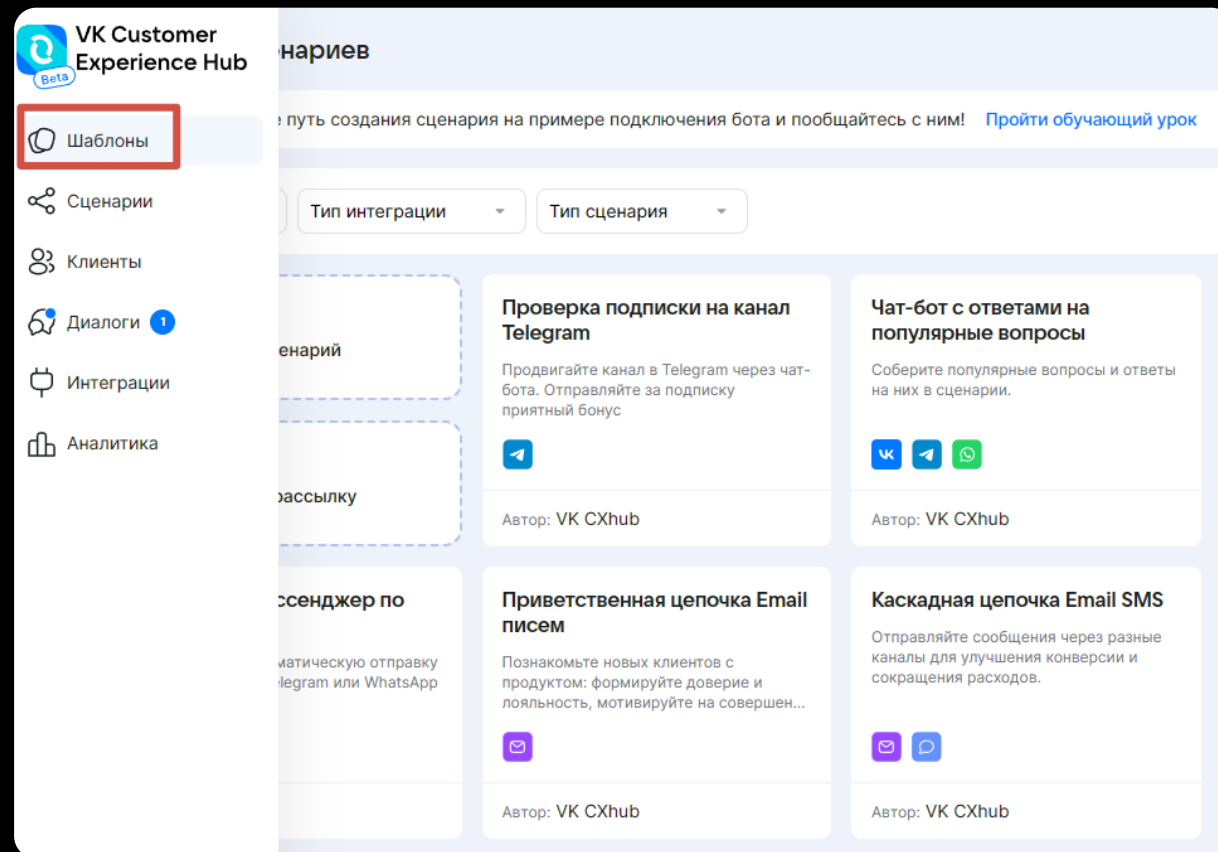 VK Customer
Experience Hub
Beta
Шаблоны
Сценарии
Клиенты
Диалоги 1
Интеграции
Аналитика
нариев
путь создания сценария на примере подключения бота и пообщайтесь с ним! Пройти обучающий урок
Тип интеграции
Тип сценария
енарий
рассылку
Проверка подписки на канал
Telegram
Продвигайте канал в Telegram через чат-
бота. Отправляйте за подписку
приятный бонус
Автор: VK CXhub
Чат-бот с ответами на
популярные вопросы
Соберите популярные вопросы и ответы
на них в сценарии.
Автор: VK CXhub
ссенджер по
матическую отправку
legram или WhatsApp
Приветственная цепочка Email
писем
Познакомьте новых клиентов с
продуктом: формируйте доверие и
лояльность, мотивируйте на совершен...
Автор: VK CXhub
Каскадная цепочка Email SMS
Отправляйте сообщения через разные
каналы для улучшения конверсии и
сокращения расходов.
Автор: VK CXhub